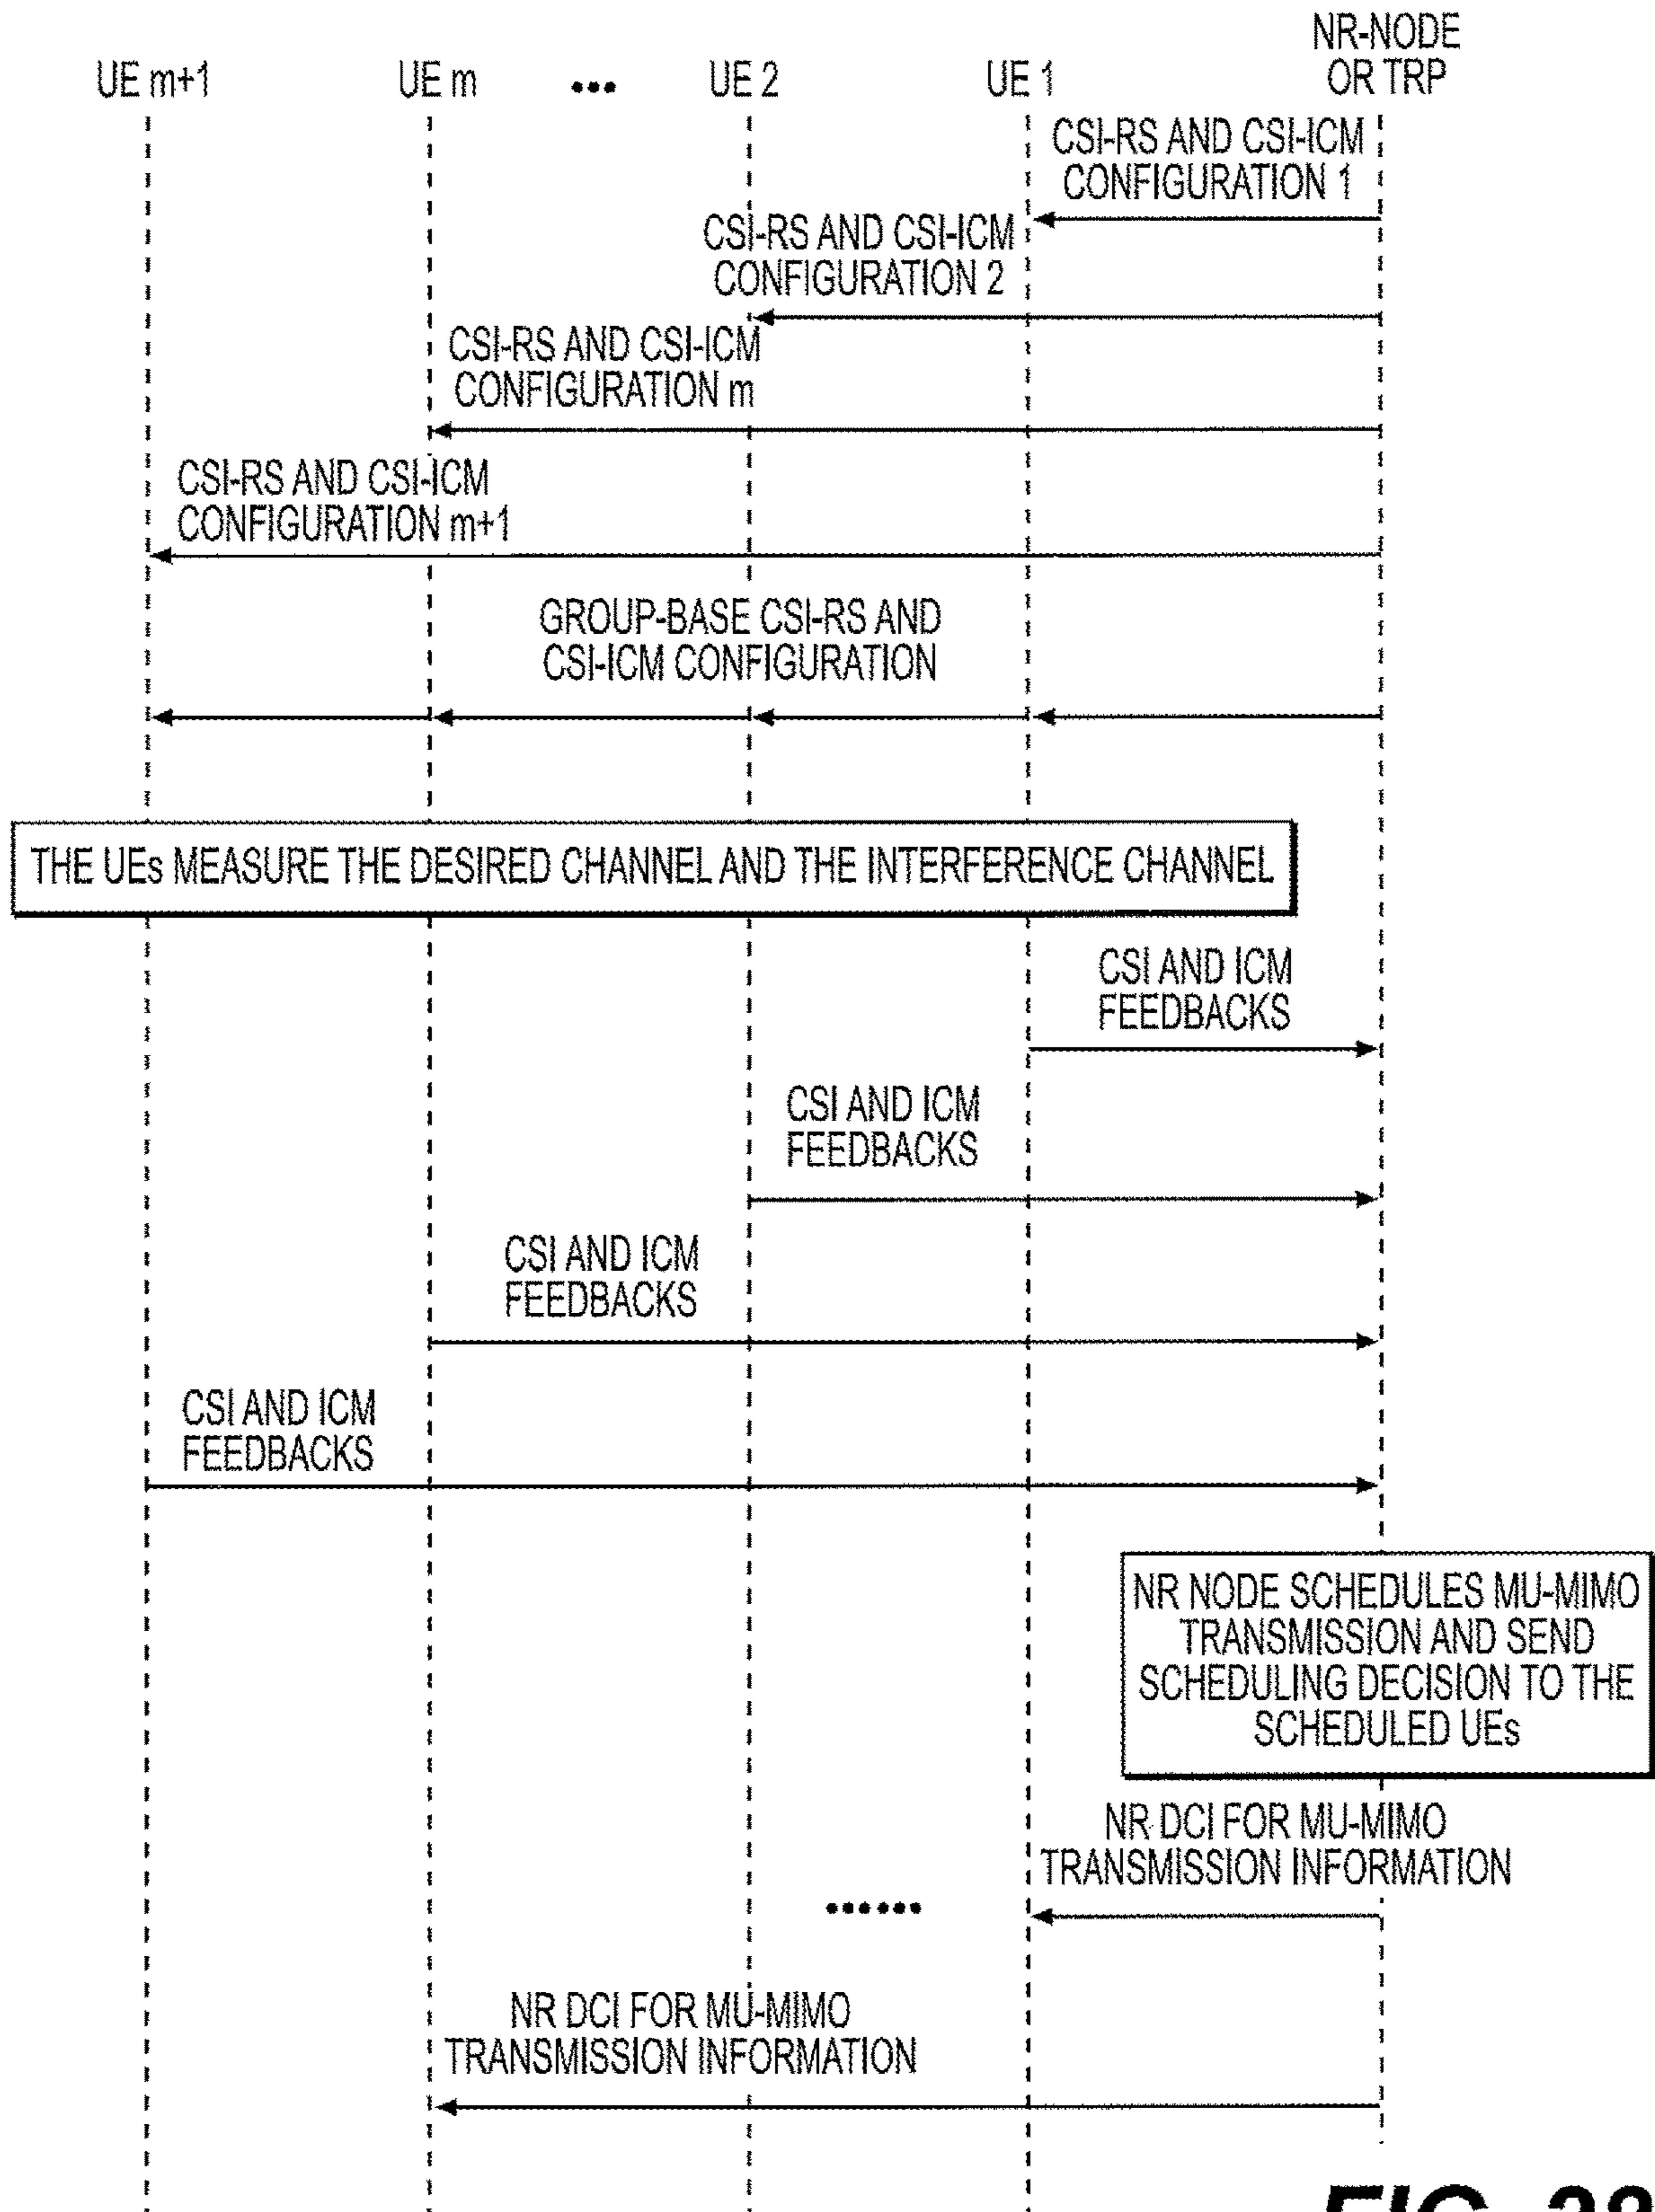 NR-NODE
OR TRP
UE m+1
UE m
...
UE 2
UE 1
CSI-RS AND CSI-ICM
CONFIGURATION 1
CSI-RS AND CSI-ICM
CONFIGURATION 2
CSI-RS AND CSI-ICM
CONFIGURATION m
CSI-RS AND CSI-ICM
CONFIGURATION m+1
GROUP-BASE CSI-RS AND
CSI-ICM CONFIGURATION
THE UEs MEASURE THE DESIRED CHANNEL AND THE INTERFERENCE CHANNEL
CSI AND ICM
FEEDBACKS
CSI AND ICM
FEEDBACKS
CSI AND ICM
FEEDBACKS
CSI AND ICM
FEEDBACKS
NR NODE SCHEDULES MU-MIMO
TRANSMISSION AND SEND
SCHEDULING DECISION TO THE
SCHEDULED UEs
NR DCI FOR MU-MIMO
TRANSMISSION INFORMATION
......
NR DCI FOR MU-MIMO
TRANSMISSION INFORMATION
FIG.